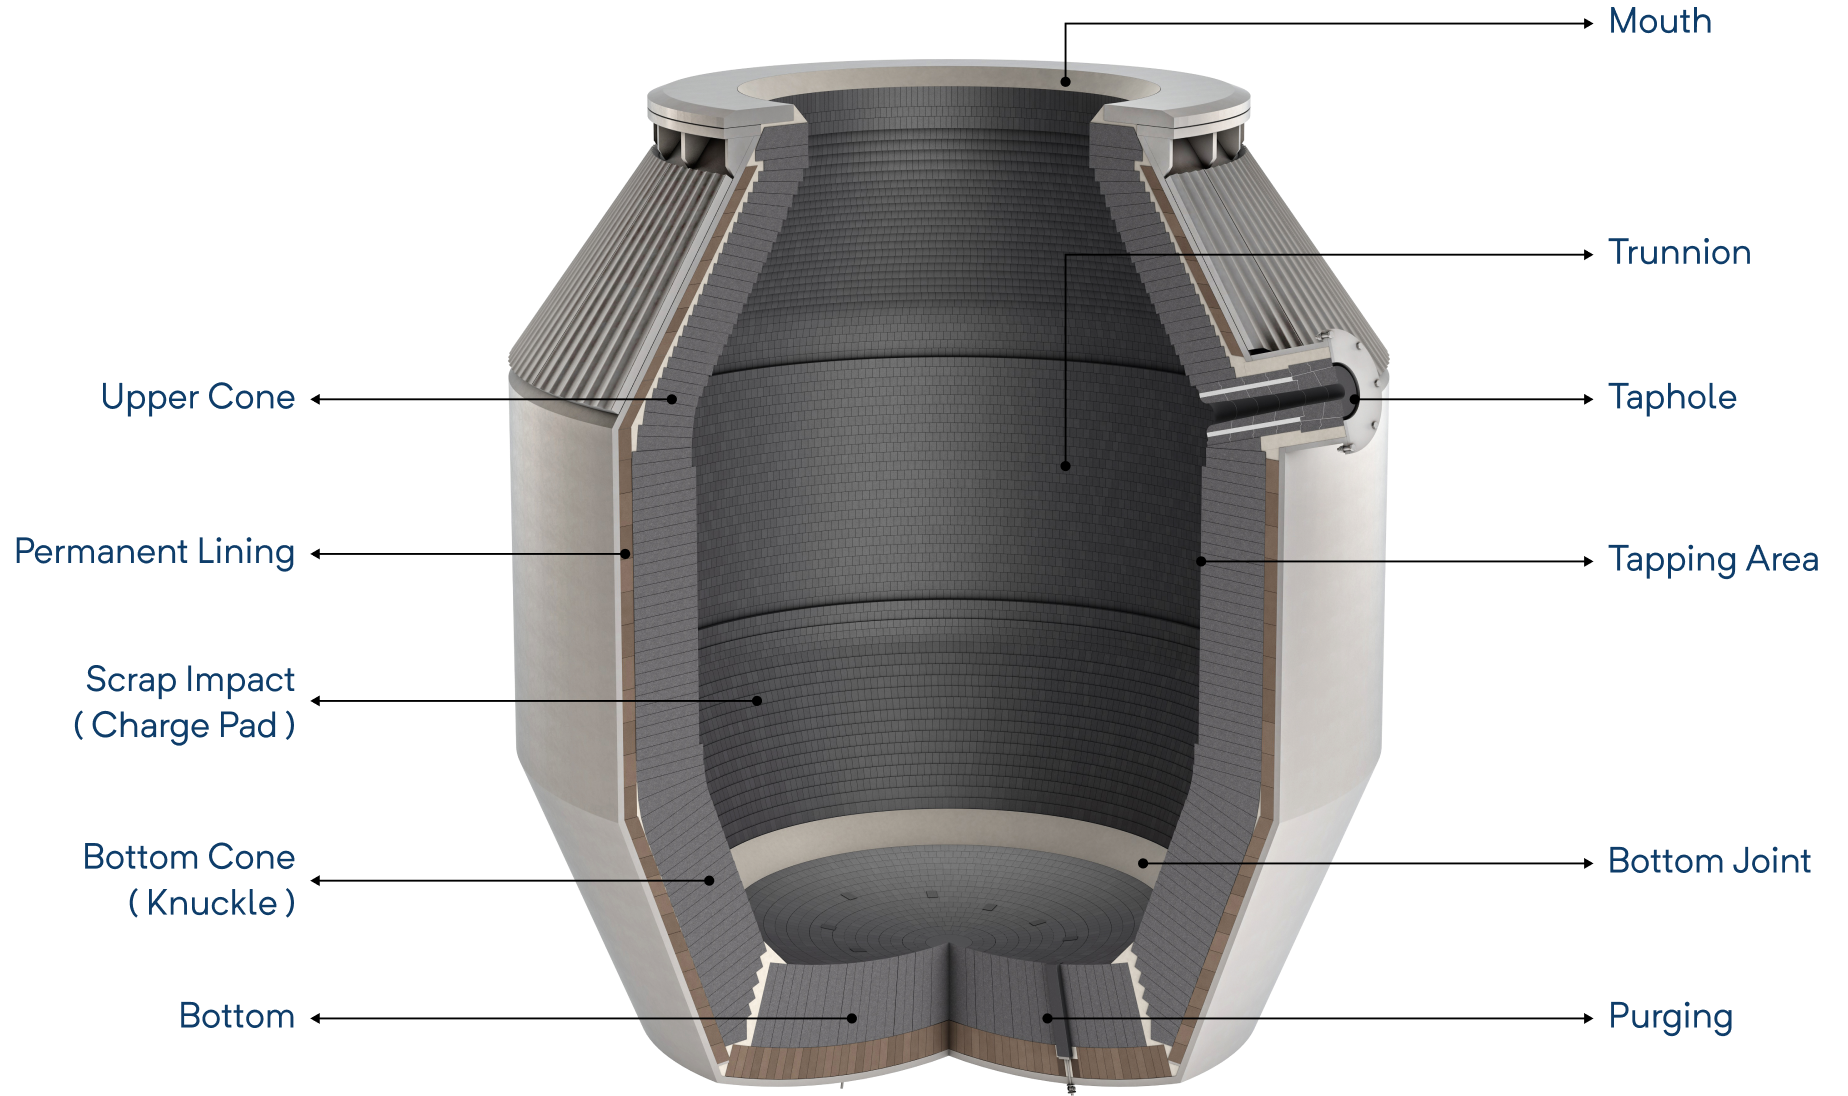 Mouth
Trunnion
Upper Cone
Taphole
Permanent Lining
Tapping Area
Scrap Impact
( Charge Pad )
Bottom Cone
( Knuckle )
Bottom Joint
Bottom
Purging